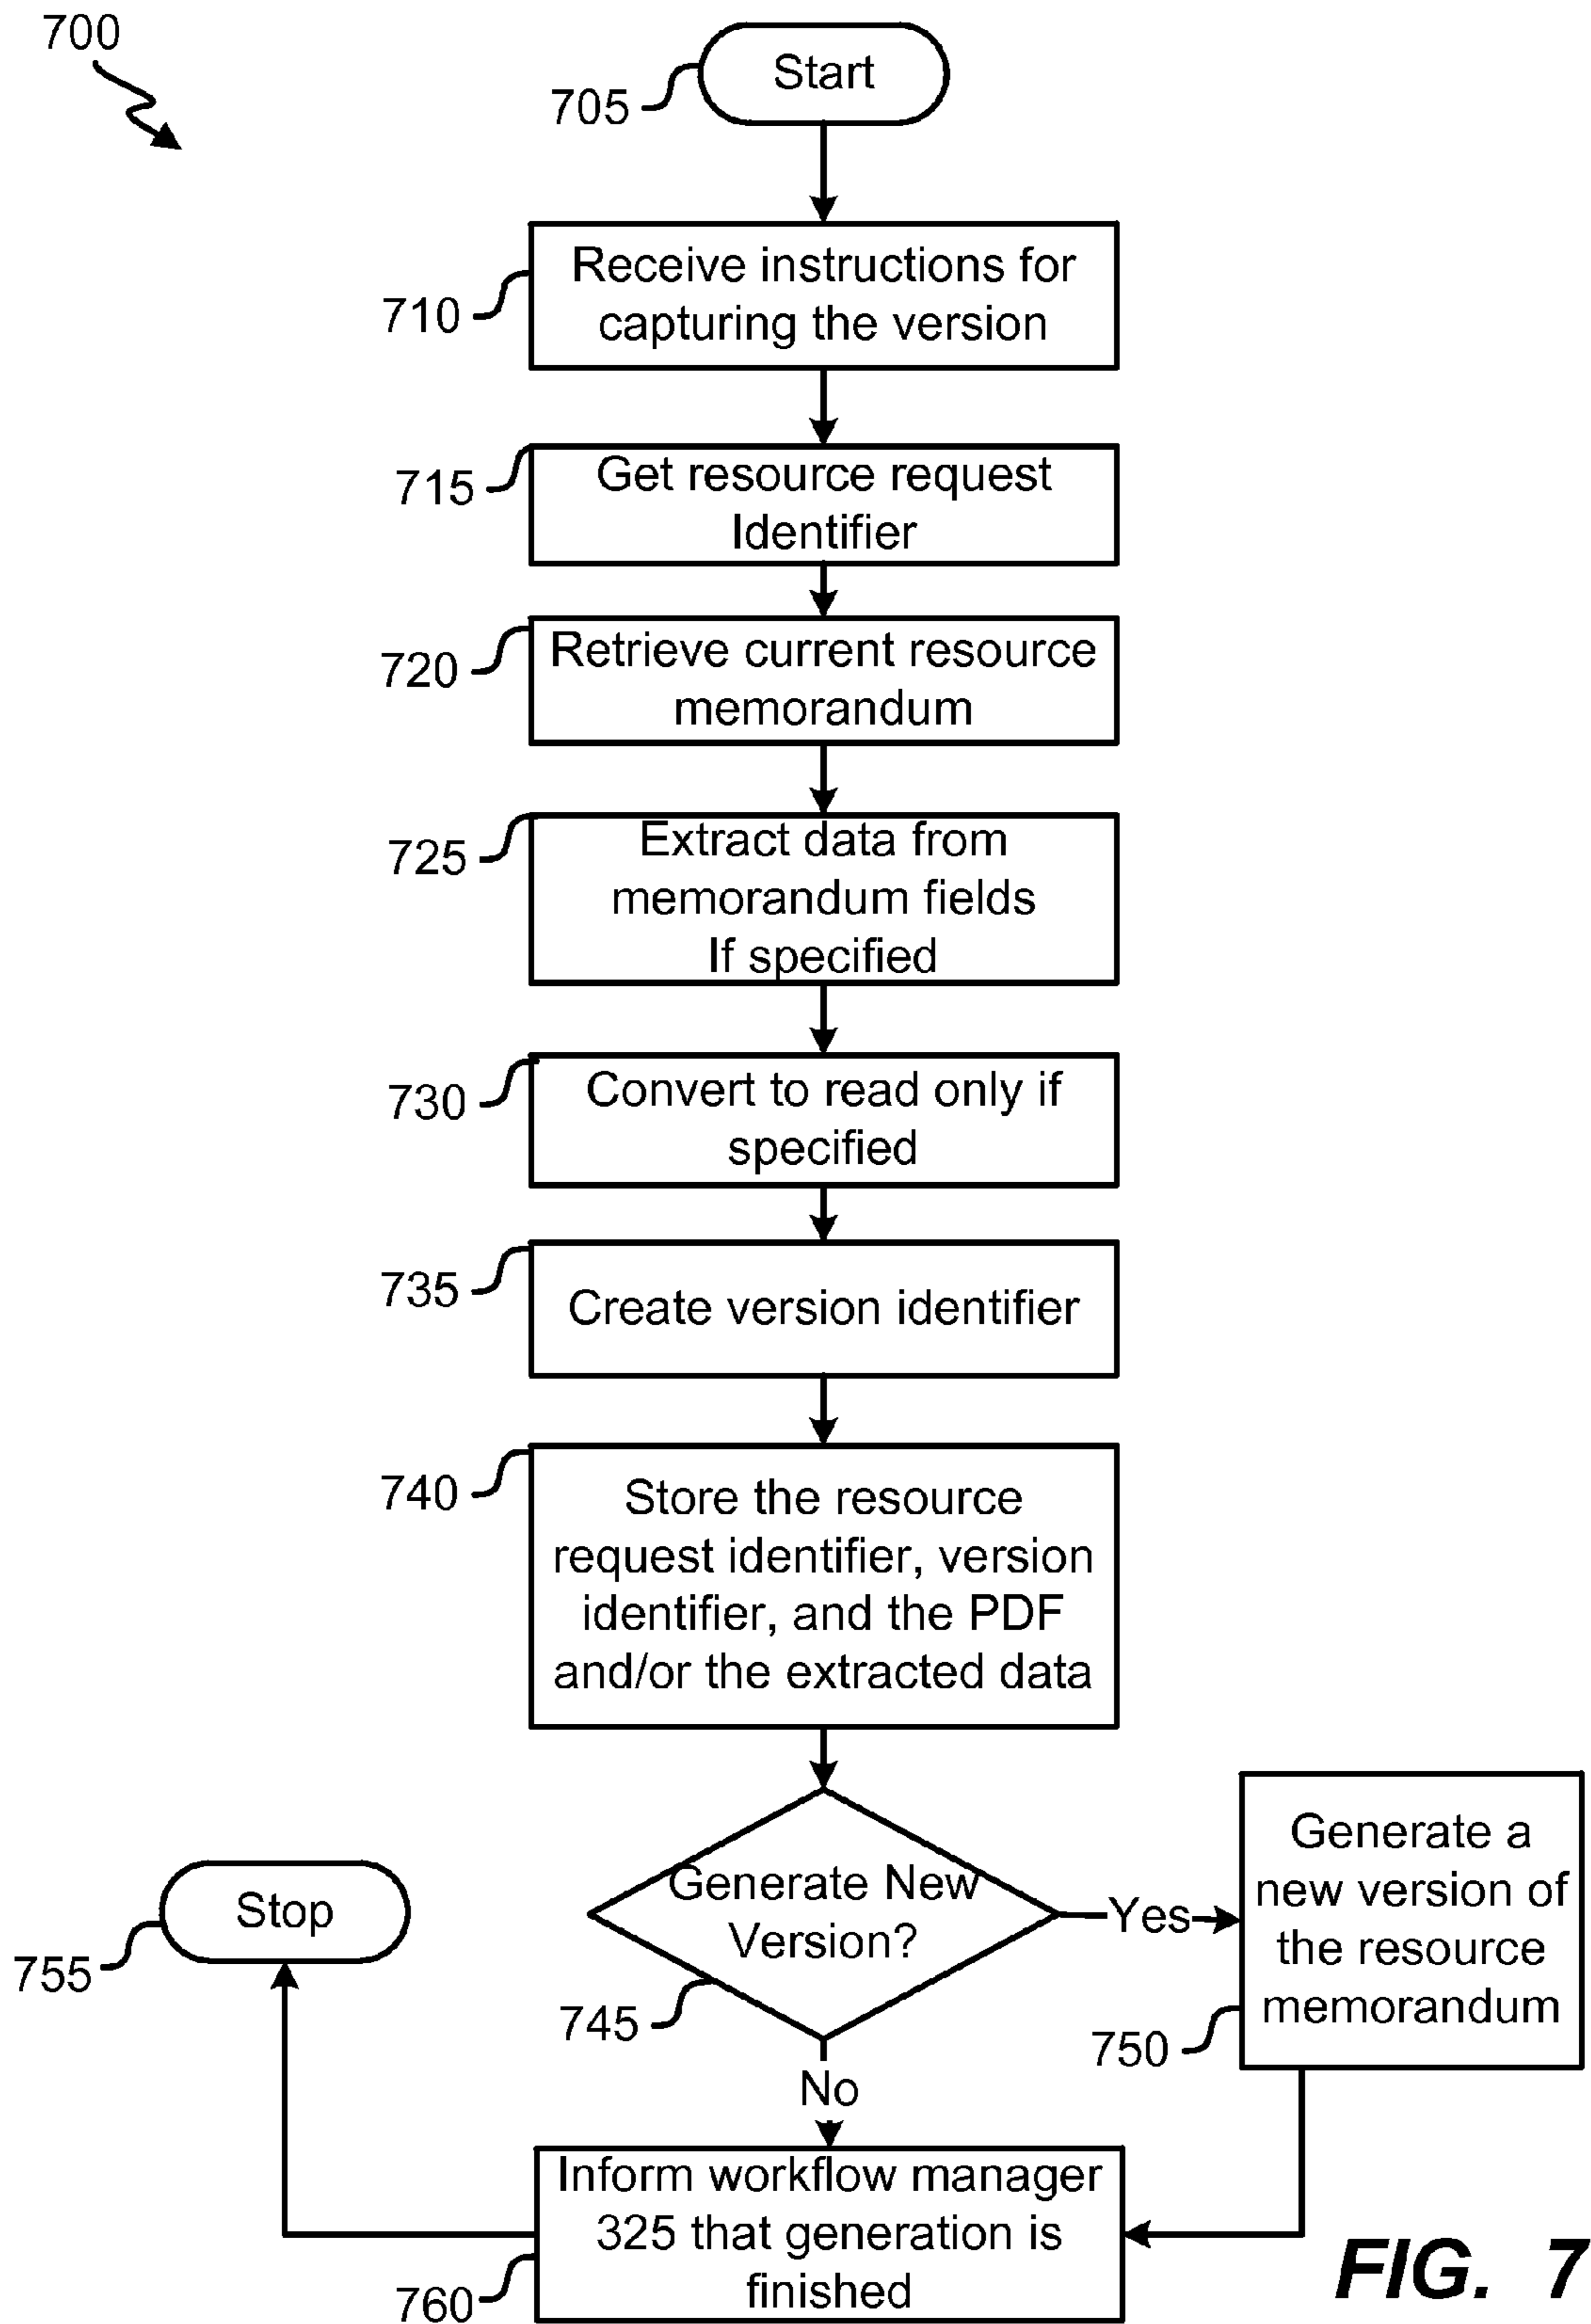 700
Start
705
Receive instructions for
capturing the version
710
Get resource request
Identifier
715
Retrieve current resource
memorandum
720
Extract data from
memorandum fields
If specified
725
Convert to read only if
specified
730
Create version identifier
735
Store the resource
request identifier, version
identifier, and the PDF
and/or the extracted data
740
Generate New
Version?
745
Yes
Generate a
new version of
the resource
memorandum
750
Stop
755
No
Inform workflow manager
325 that generation is
finished
760
FIG. 7